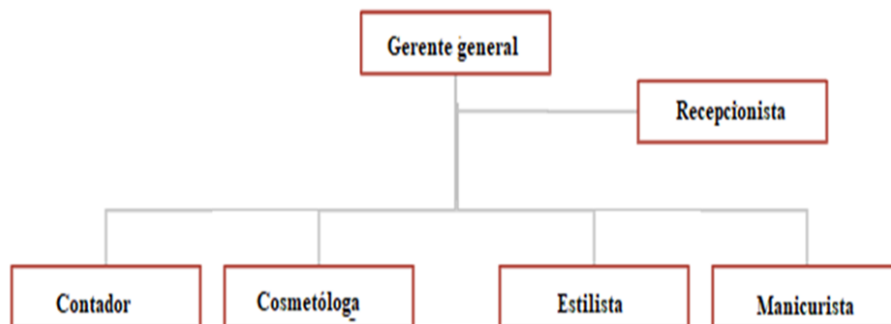 Gerente general
Recepcionista
Contador
Cosmetóloga
Estilista
Manicurista